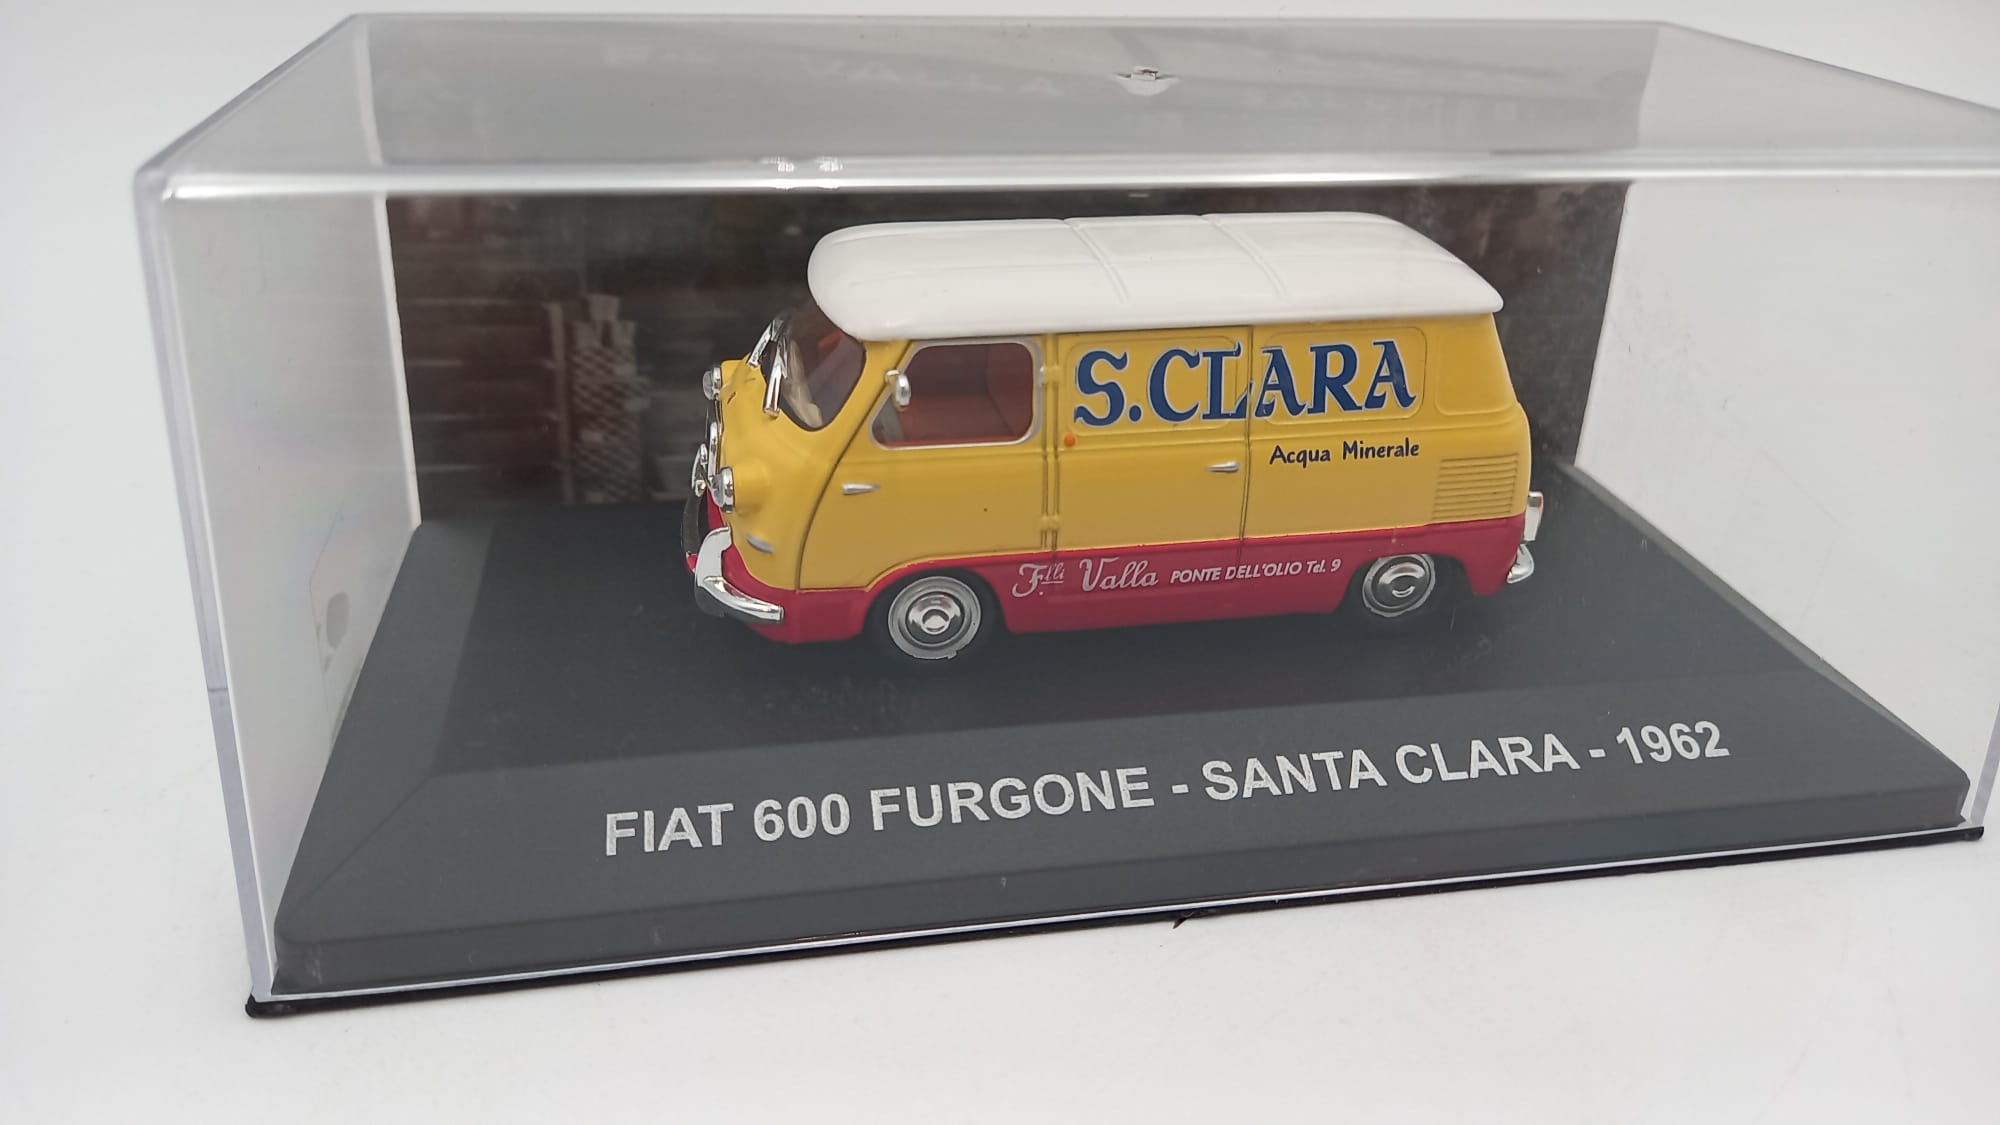 S.CLARA
Acqua Minerale
F.lli Valla PONTE DELL'OLIO Tel. 9
FIAT 600 FURGONE - SANTA CLARA - 1962